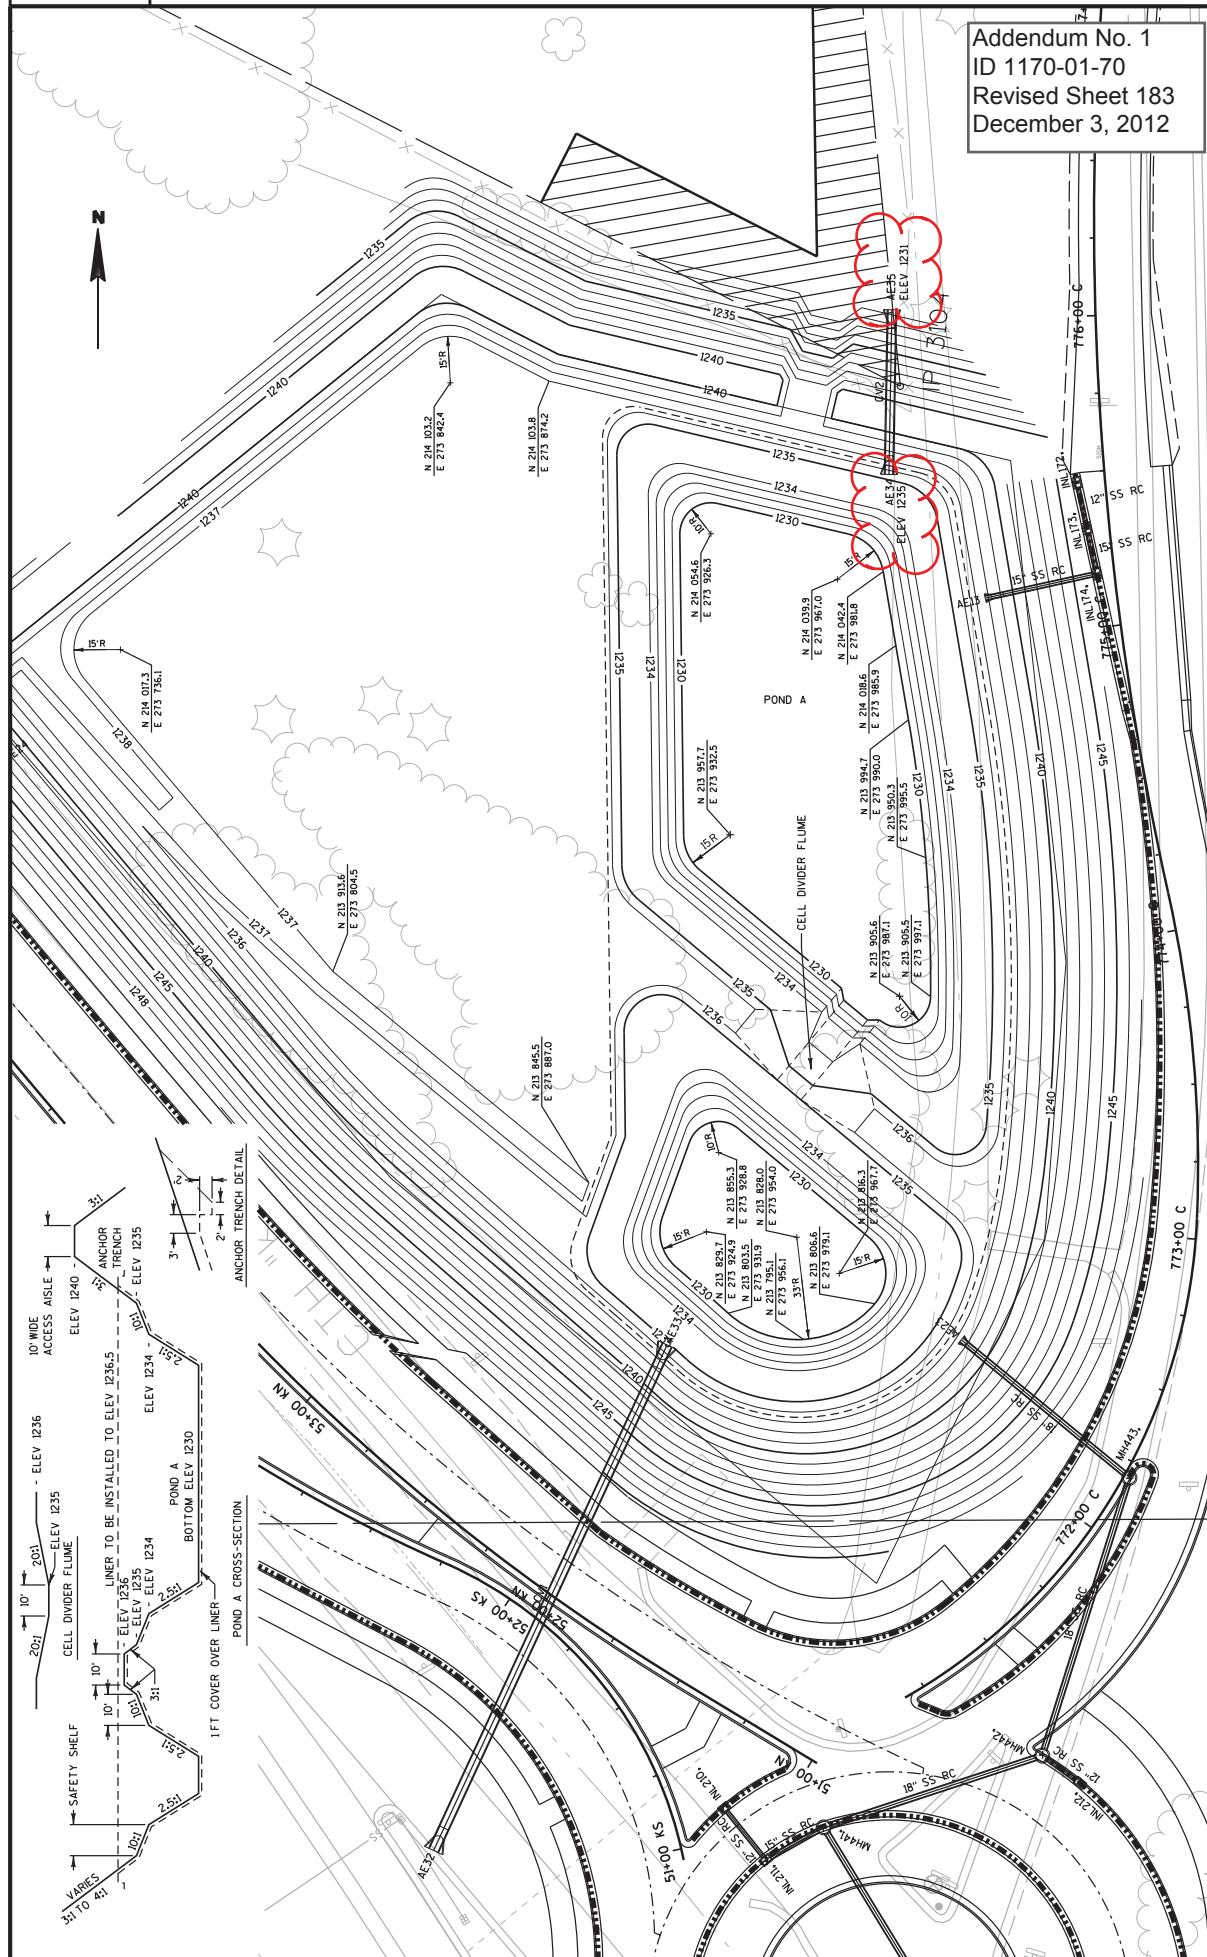 Addendum No. 1
ID 1170-01-70
Revised Sheet 183
December 3, 2012
N
1235
1235
1240
1240
1240
1240
1237
1238
15'R
N 214 103.2
E 273 842.4
N 214 103.8
E 273 874.2
15'R
N 214 017.3
E 273 736.1
AE35
ELEV 1231
CV2
P 3104
AE34
ELEV 1235
1235
1234
1230
10'R
N 214 054.6
E 273 926.3
15'R
N 214 039.9
E 273 967.0
N 214 042.4
E 273 981.8
N 214 018.6
E 273 985.9
N 213 994.7
E 273 990.0
N 213 950.3
E 273 995.5
POND A
1235
1234
1230
N 213 957.7
E 273 932.5
15'R
CELL DIVIDER FLUME
N 213 905.6
E 273 987.1
N 213 905.5
E 273 997.1
10'R
1230
1234
1235
1240
1245
776+00 C
INL172.
INL173.
INL174.
12" SS RC
15" SS RC
15" SS RC
AE13
775+00 C
774+00 C
773+00 C
772+00 C
N 213 913.6
E 273 804.5
1237
1237
1236
1240
1245
1248
N 213 845.5
E 273 887.0
1230
1234
1235
1236
1235
1240
1245
1236
1235
1234
1230
10'R
N 213 855.3
E 273 928.8
N 213 828.0
E 273 954.0
N 213 816.3
E 273 967.7
15'R
N 213 829.7
E 273 924.9
N 213 803.5
E 273 931.9
N 213 795.1
E 273 956.1
33'R
N 213 806.6
E 273 979.1
15'R
1230
1234
AE33
1240
1245
AE23
18" SS RC
MH443.
18" SS RC
MH442.
12" SS RC
INL212.
18" SS RC
MH441.
15" SS RC
INL211.
12" SS RC
INL210.
51+00 KN
51+00 KS
52+00 KN
52+00 KS
53+00 KN
AE32
CTH
3'
2'
2'
ANCHOR TRENCH DETAIL
10' WIDE
ACCESS AISLE
ELEV 1240
3:1
3:1
ANCHOR
TRENCH
ELEV 1235
10:1
ELEV 1234
2.5:1
LINER TO BE INSTALLED TO ELEV 1236.5
POND A
BOTTOM ELEV 1230
ELEV 1236
20:1
10'
20:1
ELEV 1235
CELL DIVIDER FLUME
ELEV 1236
ELEV 1235
ELEV 1234
2.5:1
1 FT COVER OVER LINER
POND A CROSS-SECTION
10'
10'
3:1
10:1
2.5:1
SAFETY SHELF
2.5:1
10:1
VARIES
3:1 TO 4:1